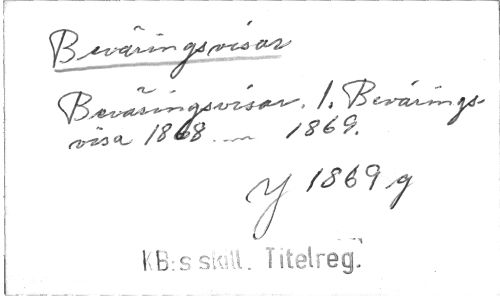 Beväringsvisor
Beväringsvisor. 1. Bevärings-
visa 1868 .... 1869.
Y 1869 g
KB:s skill. Titelreg.